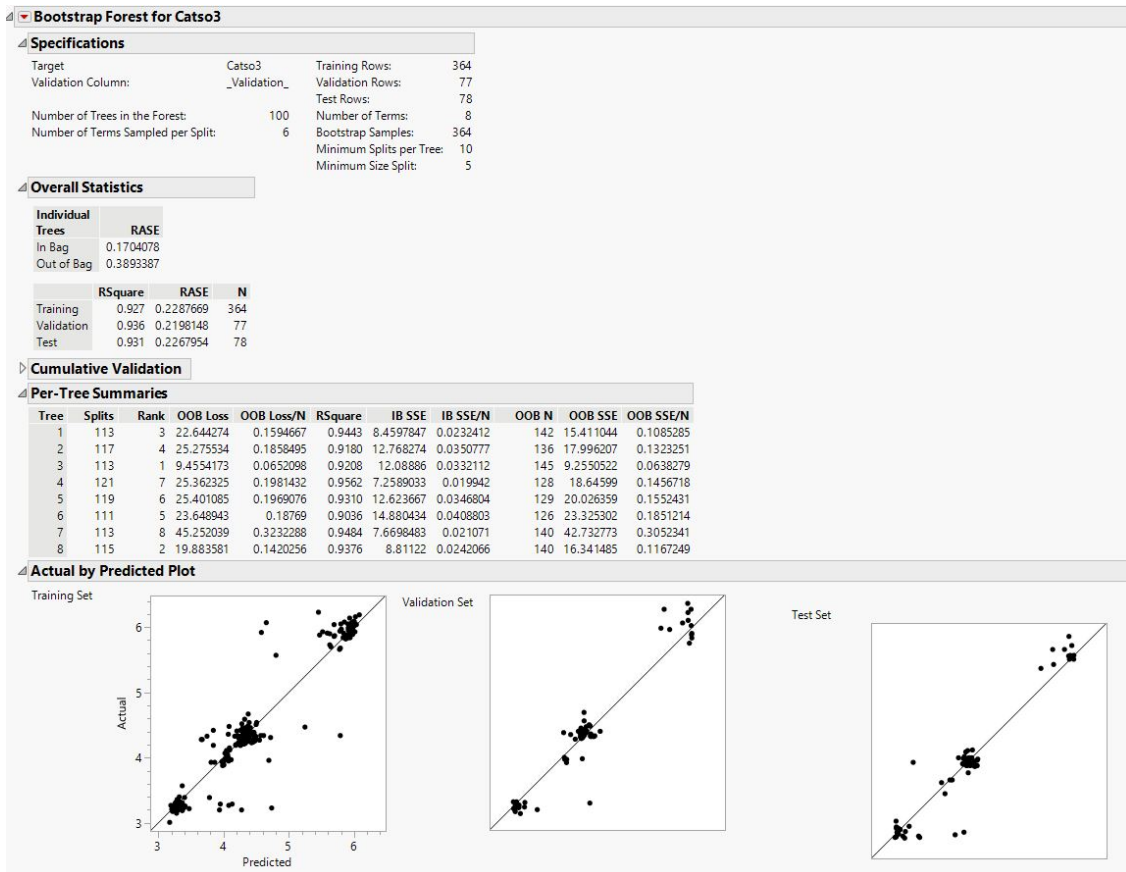 Bootstrap Forest for Catso3
Specifications
Target Catso3 Training Rows: 364
Validation Column: _Validation_ Validation Rows: 77
Test Rows: 78
Number of Trees in the Forest: 100 Number of Terms: 8
Number of Terms Sampled per Split: 6 Bootstrap Samples: 364
Minimum Splits per Tree: 10
Minimum Size Split: 5
Overall Statistics
Individual
Trees RASE
In Bag 0.1704078
Out of Bag 0.3893387
RSquare RASE N
Training 0.927 0.2287669 364
Validation 0.936 0.2198148 77
Test 0.931 0.2267954 78
Cumulative Validation
Per-Tree Summaries
Tree Splits Rank OOB Loss OOB Loss/N RSquare IB SSE IB SSE/N OOB N OOB SSE OOB SSE/N
1 113 3 22.644274 0.1594667 0.9443 8.4597847 0.0232412 142 15.411044 0.1085285
2 117 4 25.275534 0.1858495 0.9180 12.768274 0.0350777 136 17.996207 0.1323251
3 113 1 9.4554173 0.0652098 0.9208 12.08886 0.0332112 145 9.2550522 0.0638279
4 121 7 25.362325 0.1981432 0.9562 7.2589033 0.019942 128 18.64599 0.1456718
5 119 6 25.401085 0.1969076 0.9310 12.623667 0.0346804 129 20.026359 0.1552431
6 111 5 23.648943 0.18769 0.9036 14.880434 0.0408803 126 23.325302 0.1851214
7 113 8 45.252039 0.3232288 0.9484 7.6698483 0.021071 140 42.732773 0.3052341
8 115 2 19.883581 0.1420256 0.9376 8.81122 0.0242066 140 16.341485 0.1167249
Actual by Predicted Plot
Training Set Validation Set Test Set
6
5
Actual
4
3
3 4 5 6
Predicted